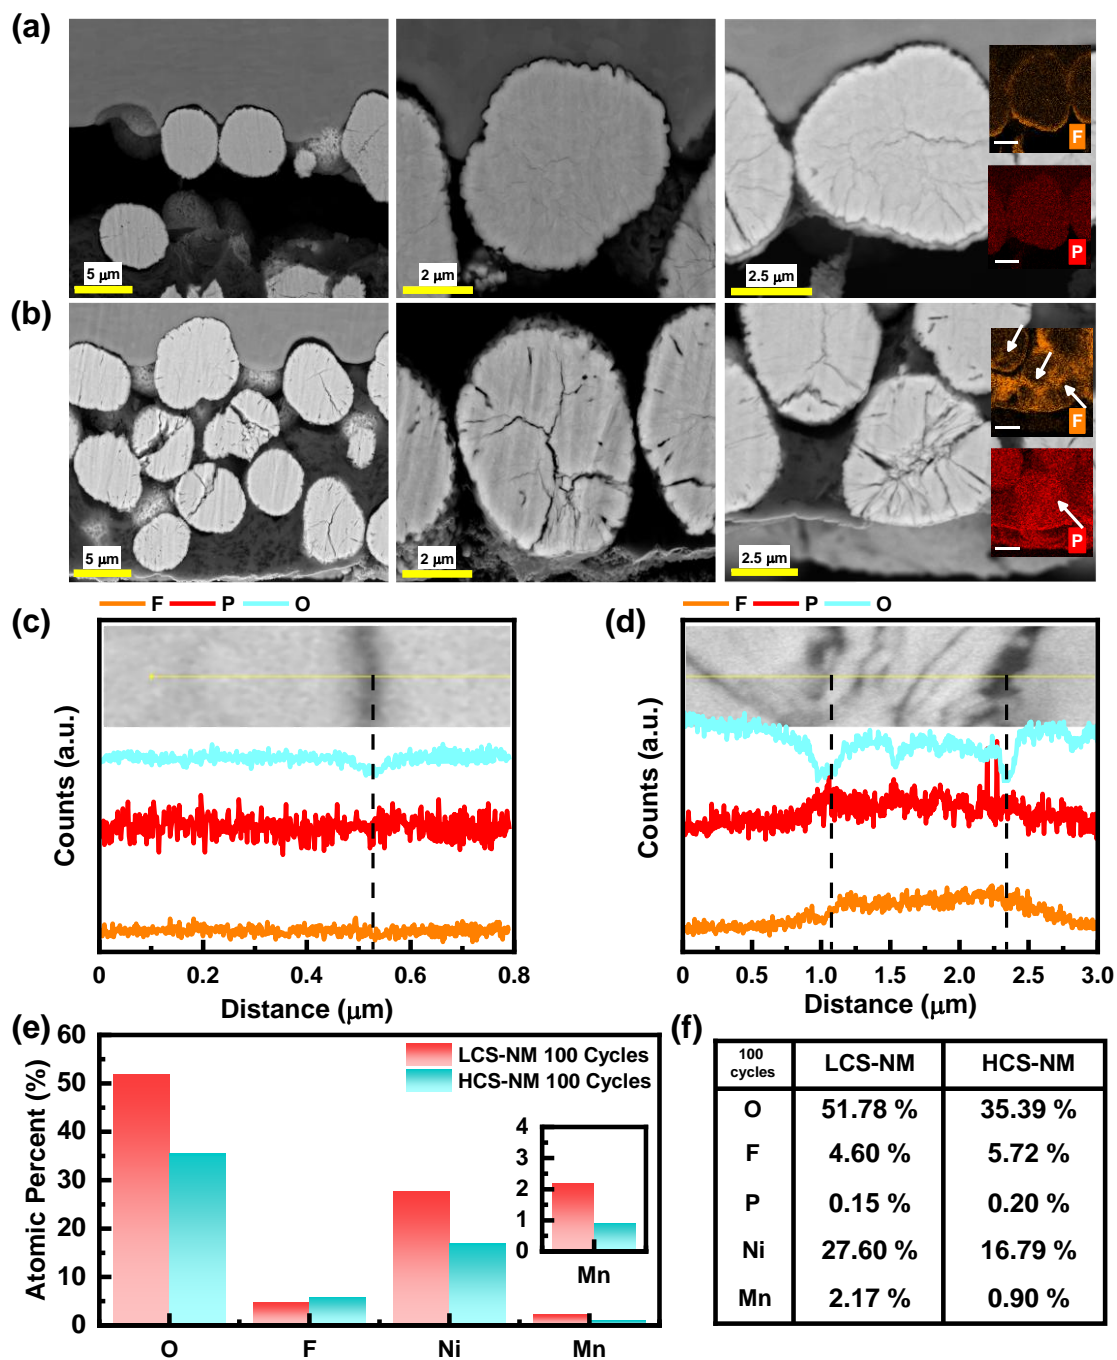 (a)
5 μm
2 μm
2.5 μm
F
P
(b)
5 μm
2 μm
2.5 μm
F
P
(c)
F P O
Counts (a.u.)
0 0.2 0.4 0.6 0.8
Distance (μm)
(d)
F P O
Counts (a.u.)
0 1.0 1.5 2.0 2.5 3.0
Distance (μm)
(e)
Atomic Percent (%)
60
50
40
30
20
10
0
LCS-NM 100 Cycles
HCS-NM 100 Cycles
4
3
2
1
0
Mn
O F Ni Mn
(f)
100 cycles LCS-NM HCS-NM
O 51.78 % 35.39 %
F 4.60 % 5.72 %
P 0.15 % 0.20 %
Ni 27.60 % 16.79 %
Mn 2.17 % 0.90 %